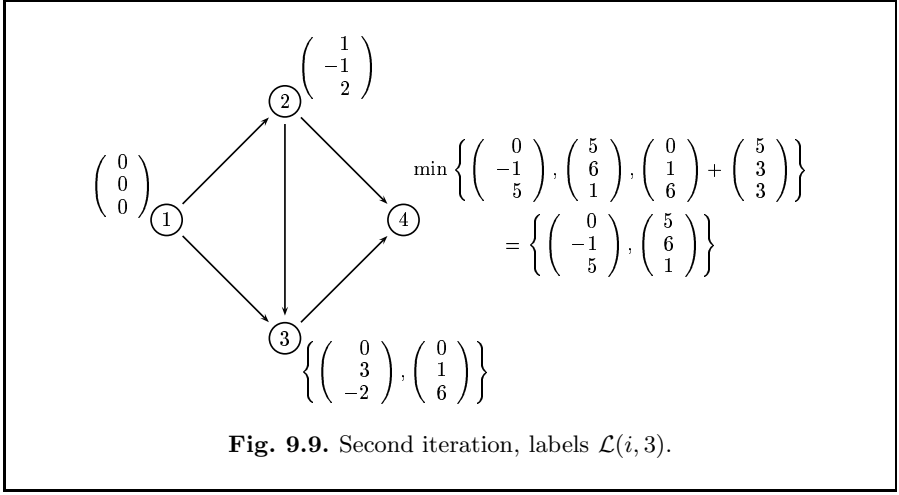 ( 1 -1 2 )
2
( 0 0 0 )
1
4
min { ( 0 -1 5 ) , ( 5 6 1 ) , ( 0 1 6 ) + ( 5 3 3 ) }
= { ( 0 -1 5 ) , ( 5 6 1 ) }
3
{ ( 0 3 -2 ) , ( 0 1 6 ) }
Fig. 9.9. Second iteration, labels ℒ(i, 3).